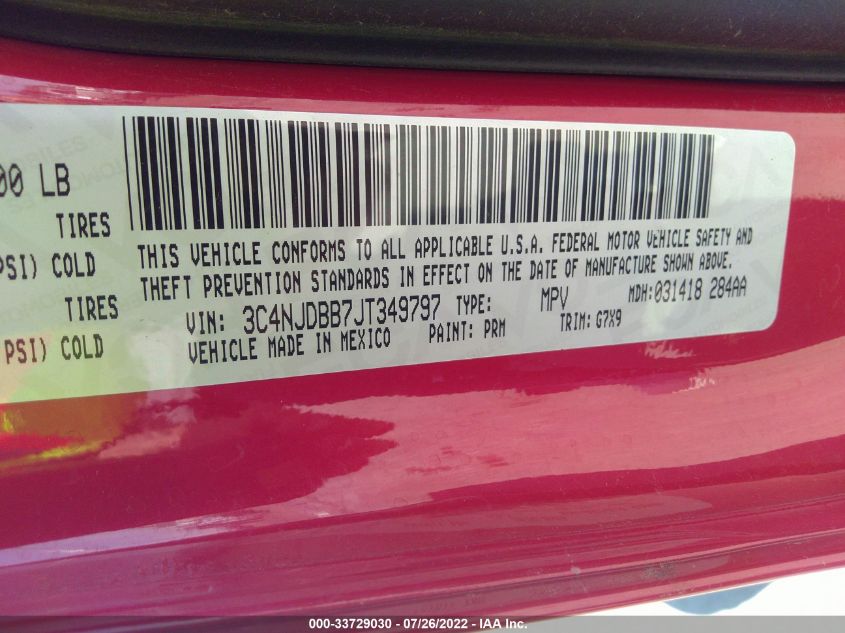 00 LB
TIRES
PSI) COLD
TIRES
PSI) COLD
THIS VEHICLE CONFORMS TO ALL APPLICABLE U.S.A. FEDERAL MOTOR VEHICLE SAFETY AND
THEFT PREVENTION STANDARDS IN EFFECT ON THE DATE OF MANUFACTURE SHOWN ABOVE.
VIN: 3C4NJDBB7JT349797 TYPE: MPV MDH:031418 284AA
VEHICLE MADE IN MEXICO PAINT: PRM TRIM: G7X9
000-33729030 - 07/26/2022 - IAA Inc.